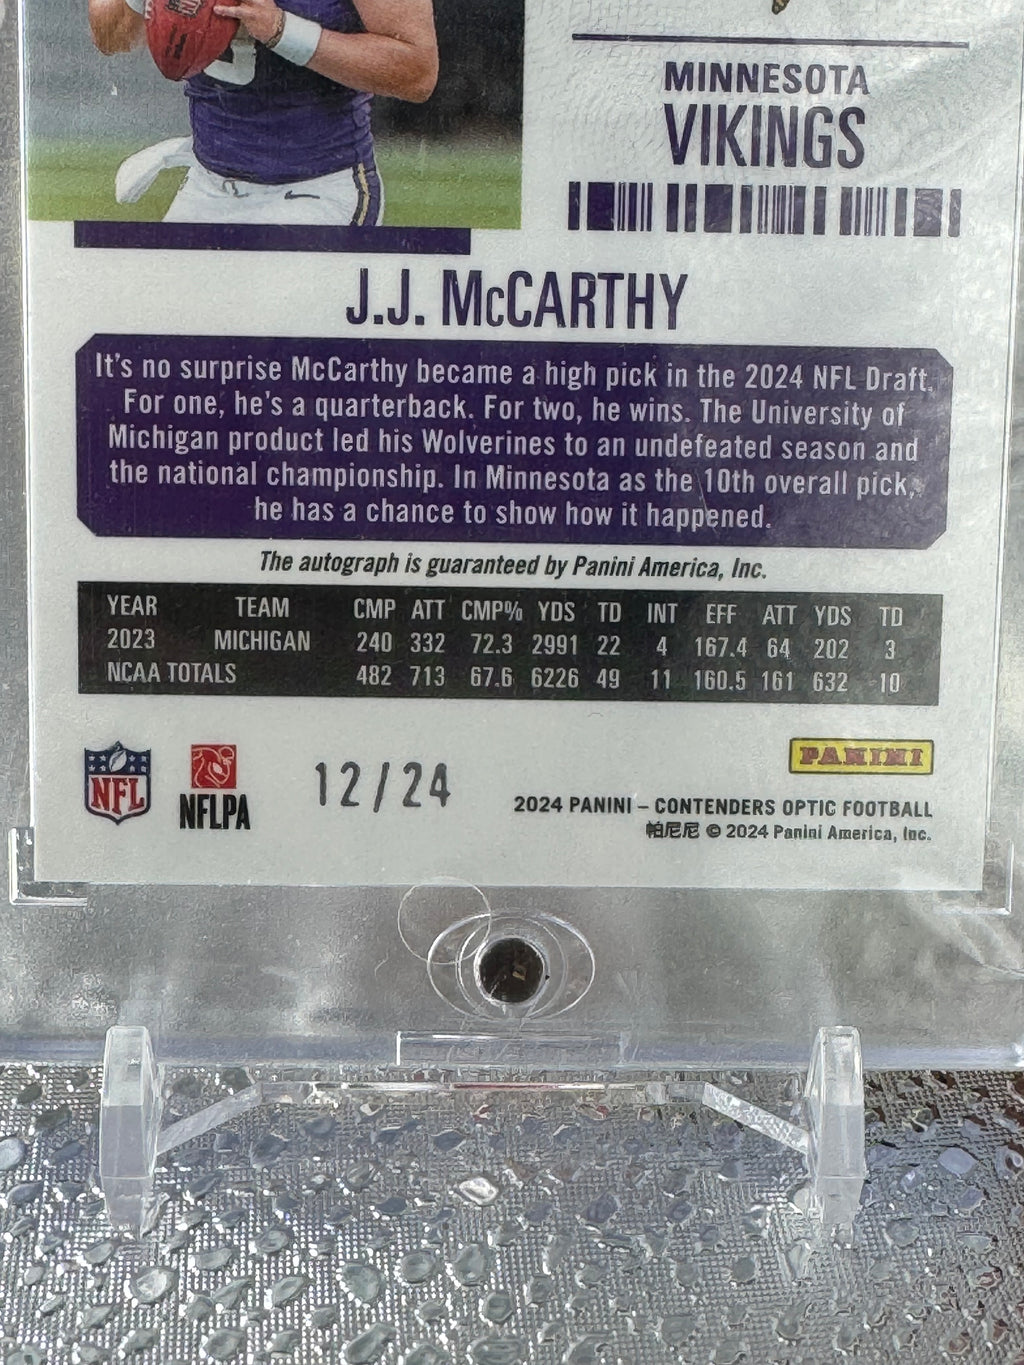 MINNESOTA
VIKINGS
J.J. McCARTHY
It's no surprise McCarthy became a high pick in the 2024 NFL Draft.
For one, he's a quarterback. For two, he wins. The University of
Michigan product led his Wolverines to an undefeated season and
the national championship. In Minnesota as the 10th overall pick,
he has a chance to show how it happened.
The autograph is guaranteed by Panini America, Inc.
YEAR TEAM CMP ATT CMP% YDS TD INT EFF ATT YDS TD
2023 MICHIGAN 240 332 72.3 2991 22 4 167.4 64 202 3
NCAA TOTALS 482 713 67.6 6226 49 11 160.5 161 632 10
NFL
NFLPA
12/24
PANINI
2024 PANINI – CONTENDERS OPTIC FOOTBALL
帕尼尼 © 2024 Panini America, Inc.